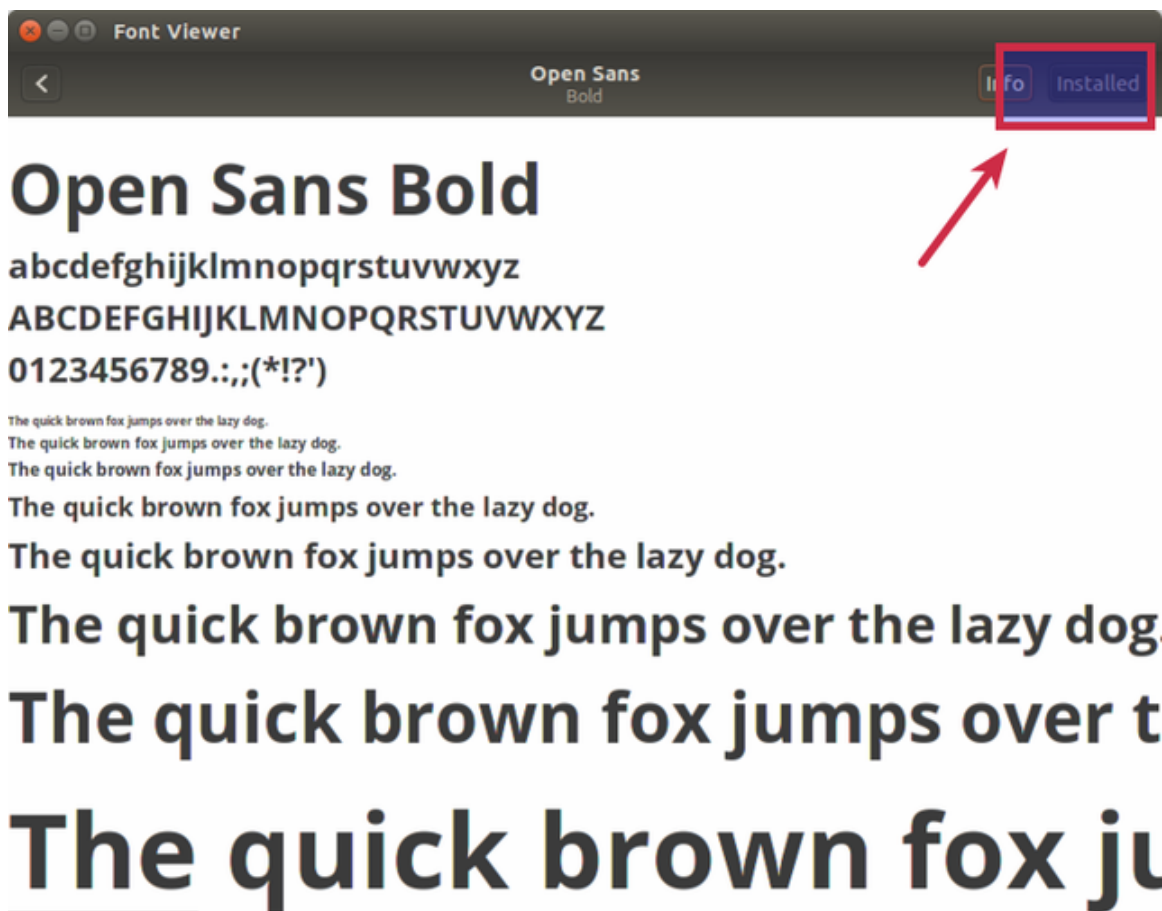 Font Viewer
Open Sans
Bold
Info
Installed
Open Sans Bold
abcdefghijklmnopqrstuvwxyz
ABCDEFGHIJKLMNOPQRSTUVWXYZ
0123456789.:,;(*!?')
The quick brown fox jumps over the lazy dog.
The quick brown fox jumps over the lazy dog.
The quick brown fox jumps over the lazy dog.
The quick brown fox jumps over the lazy dog.
The quick brown fox jumps over the lazy dog.
The quick brown fox jumps over the lazy dog.
The quick brown fox jumps over t
The quick brown fox ju